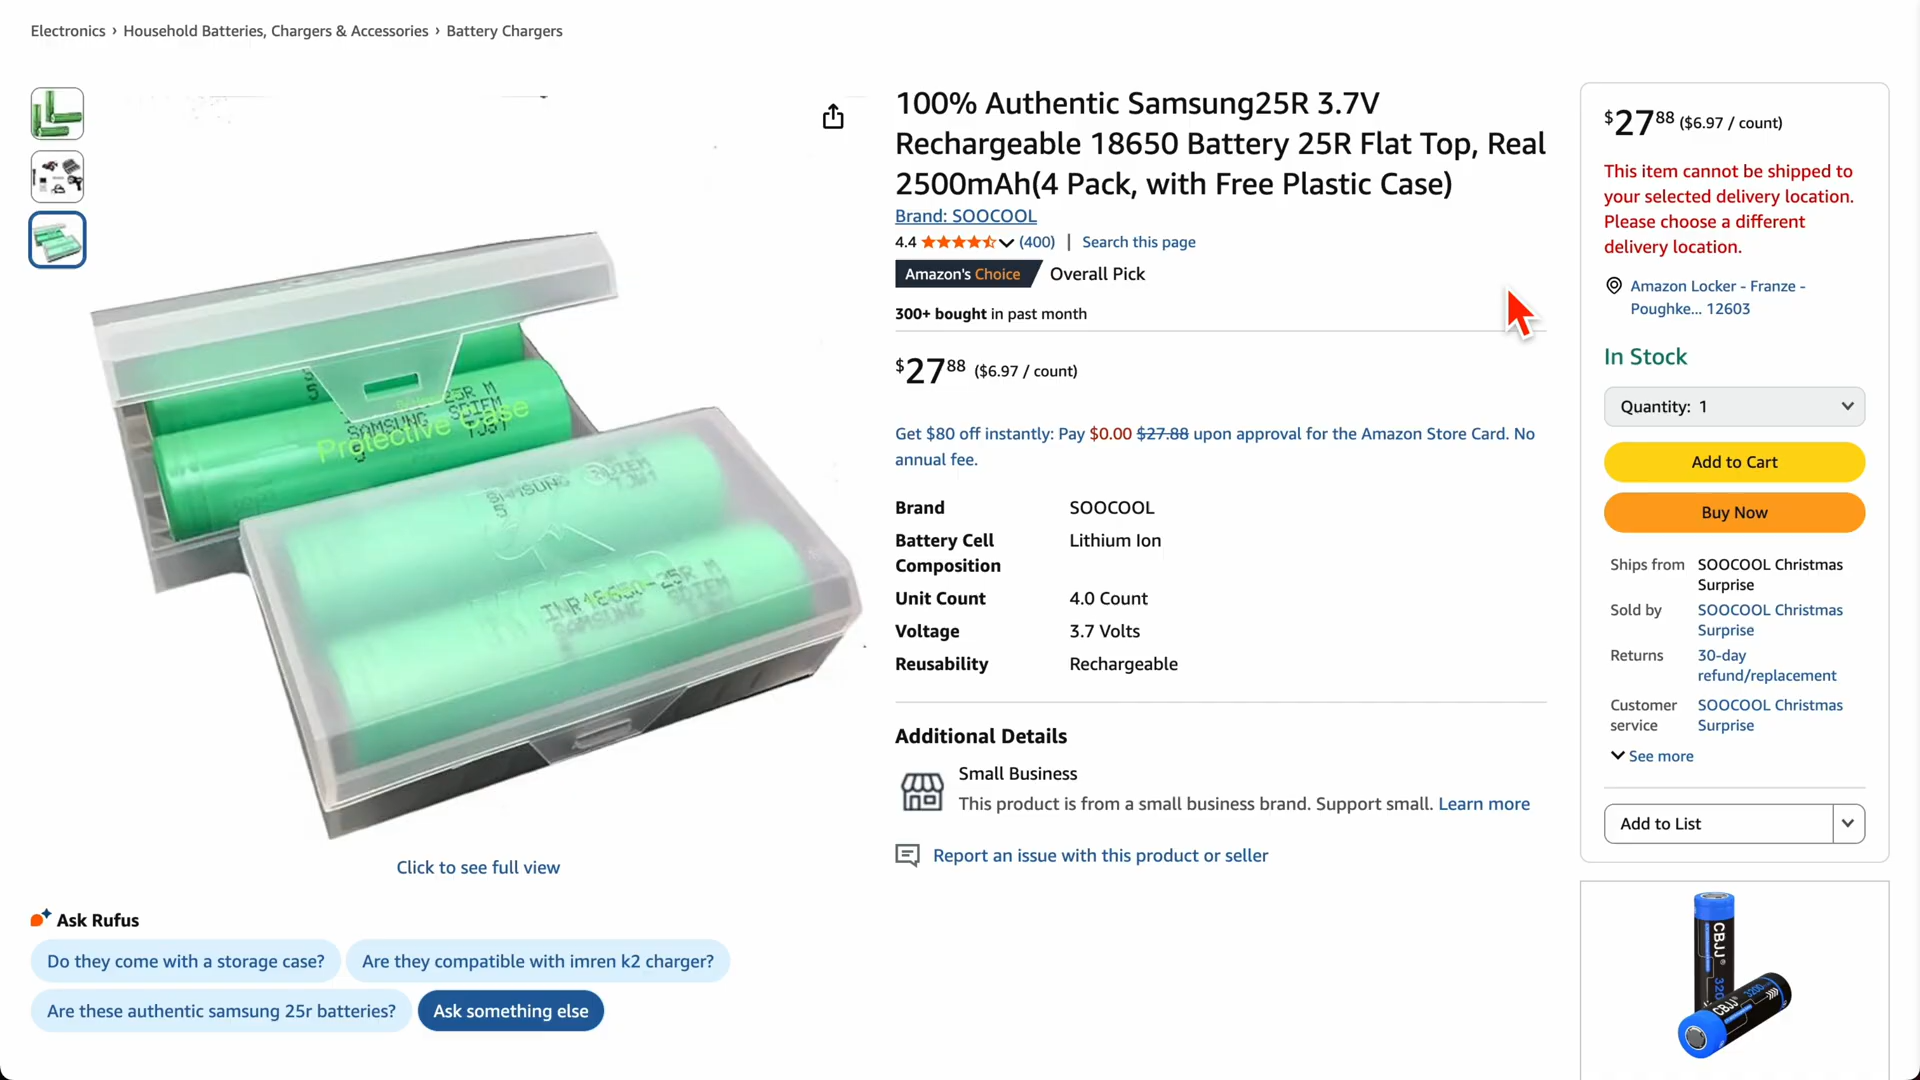 Electronics › Household Batteries, Chargers & Accessories › Battery Chargers
100% Authentic Samsung25R 3.7V
Rechargeable 18650 Battery 25R Flat Top, Real
2500mAh(4 Pack, with Free Plastic Case)
Brand: SOOCOOL
4.4 (400) | Search this page
Amazon's Choice Overall Pick
300+ bought in past month
$2788 ($6.97 / count)
Get $80 off instantly: Pay $0.00 $27.88 upon approval for the Amazon Store Card. No
annual fee.
Brand SOOCOOL
Battery Cell Lithium Ion
Composition
Unit Count 4.0 Count
Voltage 3.7 Volts
Reusability Rechargeable
Additional Details
Small Business
This product is from a small business brand. Support small. Learn more
Report an issue with this product or seller
25R M
SAMSUNG SDIEM
Protective Case
SAMSUNG
INR18650-25R M
SAMSUNG SDIEM
Click to see full view
Ask Rufus
Do they come with a storage case?
Are they compatible with imren k2 charger?
Are these authentic samsung 25r batteries?
Ask something else
$2788 ($6.97 / count)
This item cannot be shipped to
your selected delivery location.
Please choose a different
delivery location.
Amazon Locker - Franze -
Poughke... 12603
In Stock
Quantity: 1
Add to Cart
Buy Now
Ships from SOOCOOL Christmas
Surprise
Sold by SOOCOOL Christmas
Surprise
Returns 30-day
refund/replacement
Customer SOOCOOL Christmas
service Surprise
See more
Add to List
CBJJ
CBJJ